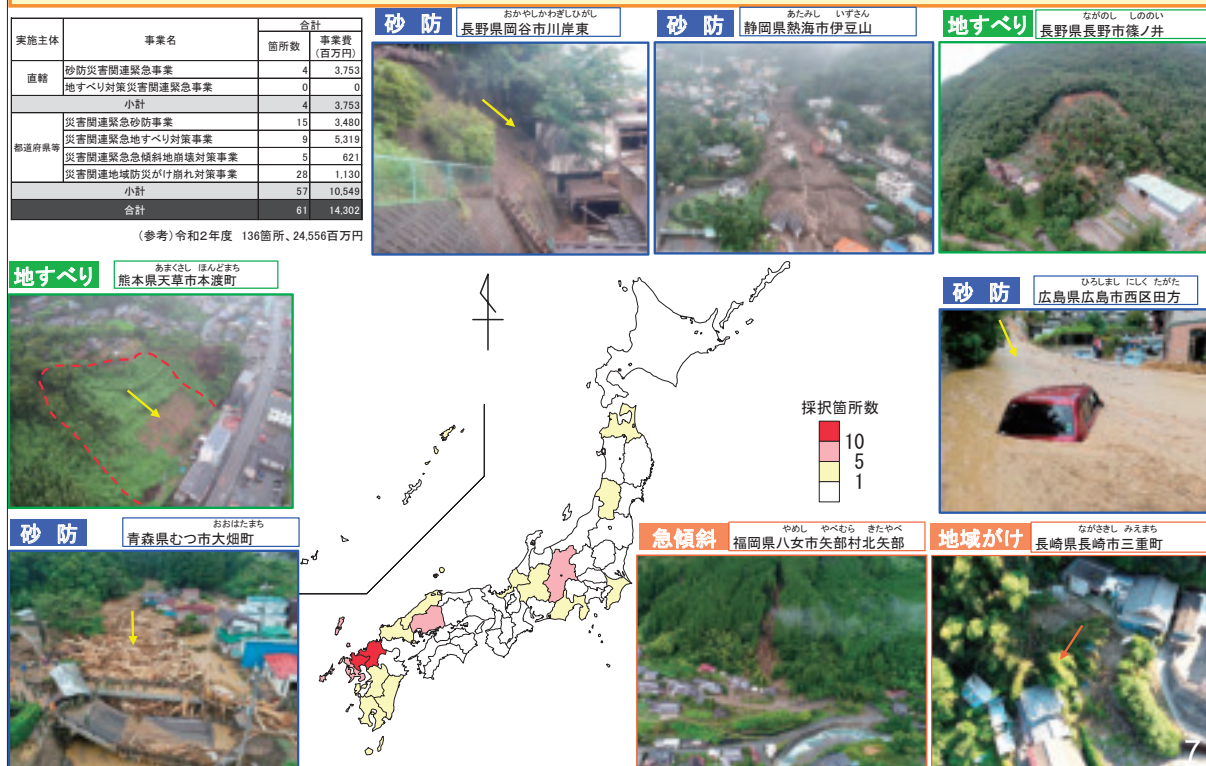 合計
実施主体 事業名 箇所数 事業費
(百万円)
直轄 砂防災害関連緊急事業 4 3,753
地すべり対策災害関連緊急事業 0 0
小計 4 3,753
都道府県等 災害関連緊急砂防事業 15 3,480
災害関連緊急地すべり対策事業 9 5,319
災害関連緊急急傾斜地崩壊対策事業 5 621
災害関連地域防災がけ崩れ対策事業 28 1,130
小計 57 10,549
合計 61 14,302
(参考)令和2年度 136箇所、24,556百万円
砂 防
おかやしかわぎしひがし
長野県岡谷市川岸東
砂 防
あたみし いずさん
静岡県熱海市伊豆山
地すべり
ながのし しののい
長野県長野市篠ノ井
地すべり
あまくさし ほんどまち
熊本県天草市本渡町
砂 防
ひろしまし にしく たがた
広島県広島市西区田方
採択箇所数
10
5
1
砂 防
おおはたまち
青森県むつ市大畑町
急傾斜
やめし やべむら きたやべ
福岡県八女市矢部村北矢部
地域がけ
ながさきし みえまち
長崎県長崎市三重町
7